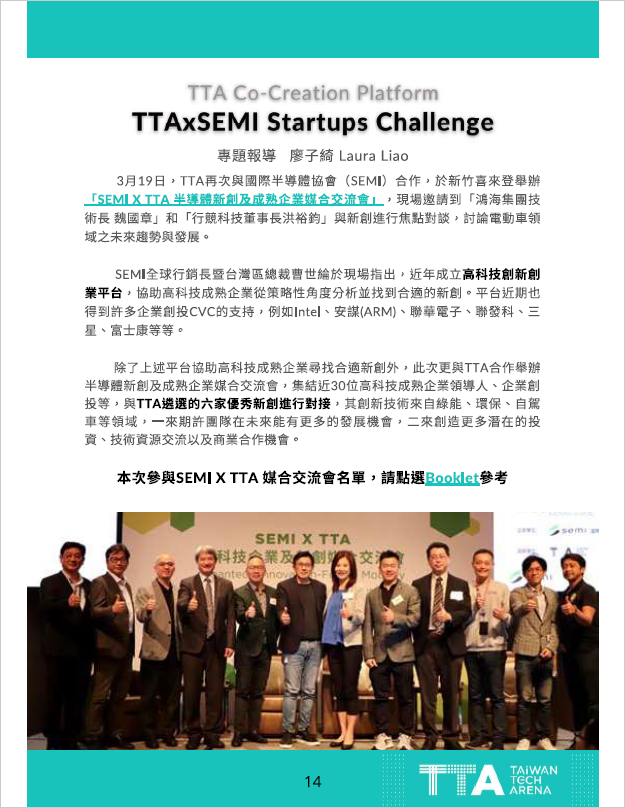 TTA Co-Creation Platform
TTAxSEMI Startups Challenge
專題報導 廖子綺 Laura Liao
3月19日，TTA再次與國際半導體協會（SEMI）合作，於新竹喜來登舉辦
「SEMI X TTA 半導體新創及成熟企業媒合交流會」，現場邀請到「鴻海集團技
術長 魏國章」和「行競科技董事長洪裕鈞」與新創進行焦點對談，討論電動車領
域之未來趨勢與發展。
SEMI全球行銷長暨台灣區總裁曹世綸於現場指出，近年成立高科技創新創
業平台，協助高科技成熟企業從策略性角度分析並找到合適的新創。平台近期也
得到許多企業創投CVC的支持，例如Intel、安謀(ARM)、聯華電子、聯發科、三
星、富士康等等。
除了上述平台協助高科技成熟企業尋找合適新創外，此次更與TTA合作舉辦
半導體新創及成熟企業媒合交流會，集結近30位高科技成熟企業領導人、企業創
投等，與TTA遴選的六家優秀新創進行對接，其創新技術來自綠能、環保、自駕
車等領域，一來期許團隊在未來能有更多的發展機會，二來創造更多潛在的投
資、技術資源交流以及商業合作機會。
本次參與SEMI X TTA 媒合交流會名單，請點選Booklet參考
SEMI X TTA
科技企業及
創媒合交流會
semi
TTA
14
TTA TAIWAN
TECH
ARENA